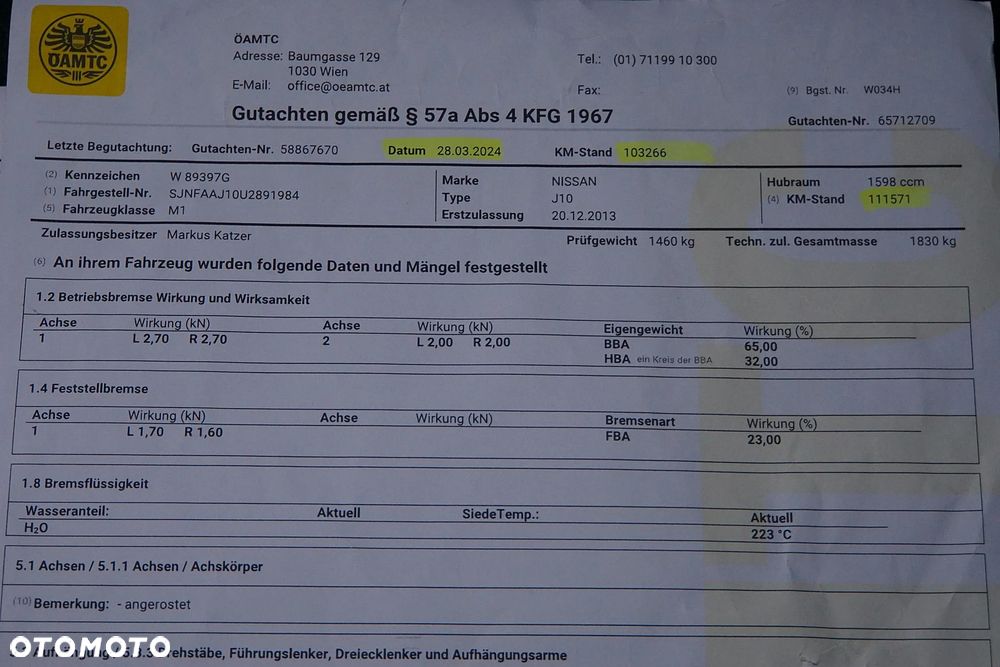 ÖAMTC
ÖAMTC
Adresse: Baumgasse 129
1030 Wien
Tel.: (01) 71199 10 300
E-Mail: office@oeamtc.at
Fax:
(9) Bgst. Nr. W034H
Gutachten gemäß § 57a Abs 4 KFG 1967
Gutachten-Nr. 65712709
Letzte Begutachtung: Gutachten-Nr. 58867670 Datum 28.03.2024 KM-Stand 103266
(2) Kennzeichen W 89397G Marke NISSAN Hubraum 1598 ccm
(1) Fahrgestell-Nr. SJNFAAJ10U2891984 Type J10 (4) KM-Stand 111571
(5) Fahrzeugklasse M1 Erstzulassung 20.12.2013
Zulassungsbesitzer Markus Katzer Prüfgewicht 1460 kg Techn. zul. Gesamtmasse 1830 kg
(6) An ihrem Fahrzeug wurden folgende Daten und Mängel festgestellt
1.2 Betriebsbremse Wirkung und Wirksamkeit
Achse Wirkung (kN) Achse Wirkung (kN) Eigengewicht Wirkung (%)
1 L 2,70 R 2,70 2 L 2,00 R 2,00 BBA 65,00
HBA ein Kreis der BBA 32,00
1.4 Feststellbremse
Achse Wirkung (kN) Achse Wirkung (kN) Bremsenart Wirkung (%)
1 L 1,70 R 1,60 FBA 23,00
1.8 Bremsflüssigkeit
Wasseranteil: Aktuell SiedeTemp.: Aktuell
H₂O 223 °C
5.1 Achsen / 5.1.1 Achsen / Achskörper
(10) Bemerkung: - angerostet
OTOMOTO
Führungslenker, Dreiecklenker und Aufhängungsarme